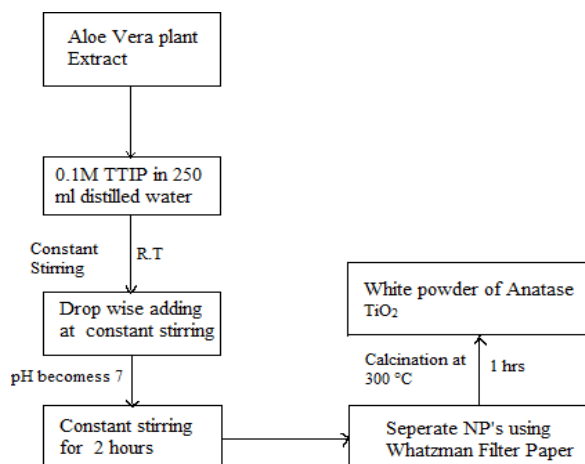 Aloe Vera plant
Extract
0.1M TTIP in 250
ml distilled water
Constant
Stirring
R.T
Drop wise adding
at constant stirring
pH becomess 7
Constant stirring
for 2 hours
Seperate NP's using
Whatzman Filter Paper
Calcination at
300 °C
1 hrs
White powder of Anatase
TiO₂